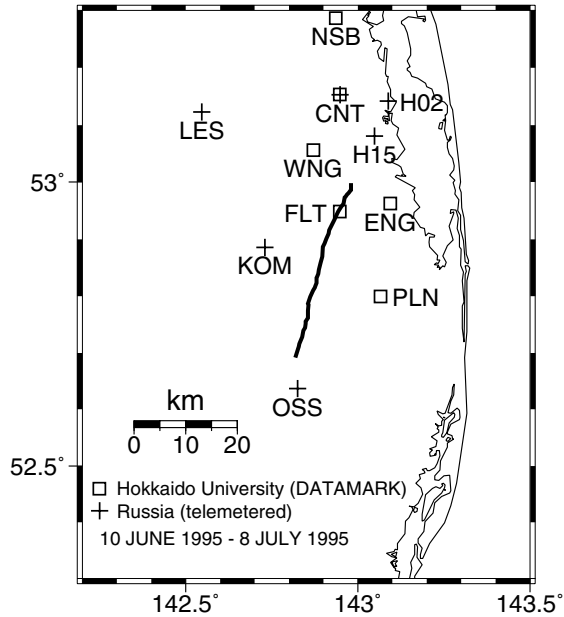 NSB
CNT
H02
LES
H15
WNG
53°
FLT
ENG
KOM
PLN
OSS
km
0 10 20
52.5°
Hokkaido University (DATAMARK)
Russia (telemetered)
10 JUNE 1995 - 8 JULY 1995
142.5° 143° 143.5°